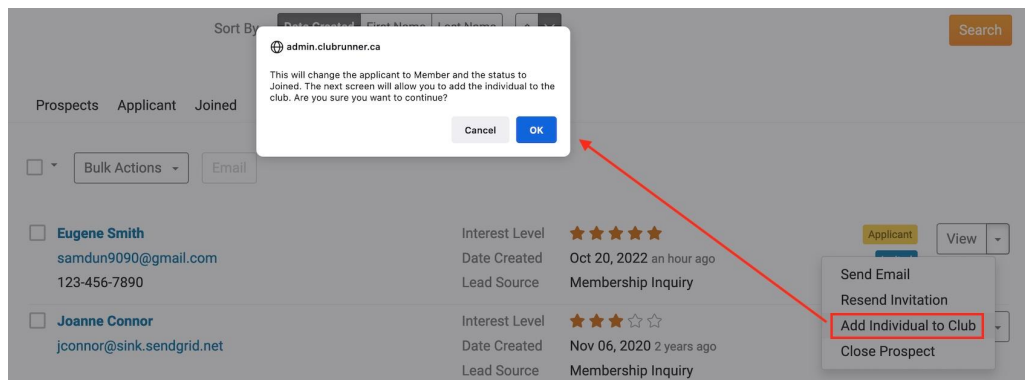 Sort By Date Created First Name Last Name
Search
admin.clubrunner.ca
This will change the applicant to Member and the status to
Joined. The next screen will allow you to add the individual to the
club. Are you sure you want to continue?
Cancel OK
Prospects Applicant Joined
Bulk Actions Email
Eugene Smith Interest Level Applicant View
samdun9090@gmail.com Date Created Oct 20, 2022 an hour ago
123-456-7890 Lead Source Membership Inquiry
Send Email
Resend Invitation
Add Individual to Club
Close Prospect
Joanne Connor Interest Level
jconnor@sink.sendgrid.net Date Created Nov 06, 2020 2 years ago
Lead Source Membership Inquiry